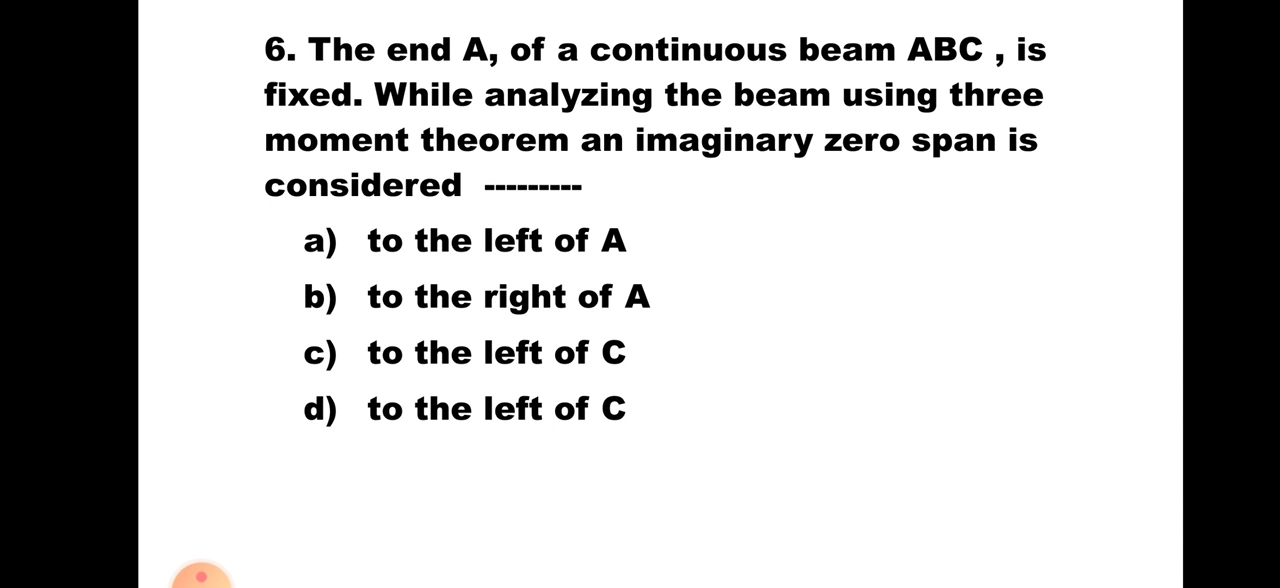 6. The end A, of a continuous beam ABC , is
fixed. While analyzing the beam using three
moment theorem an imaginary zero span is
considered ---------
a) to the left of A
b) to the right of A
c) to the left of C
d) to the left of C